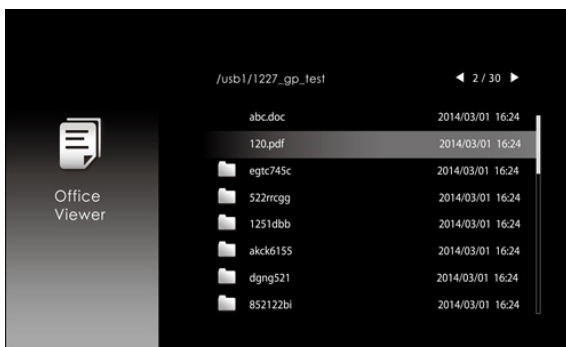 /usb1/1227_gp_test ◀ 2 / 30 ▶
abc.doc 2014/03/01 16:24
120.pdf 2014/03/01 16:24
egtc745c 2014/03/01 16:24
522rrcgg 2014/03/01 16:24
1251dbb 2014/03/01 16:24
akck6155 2014/03/01 16:24
dgng521 2014/03/01 16:24
852122bi 2014/03/01 16:24
Office
Viewer